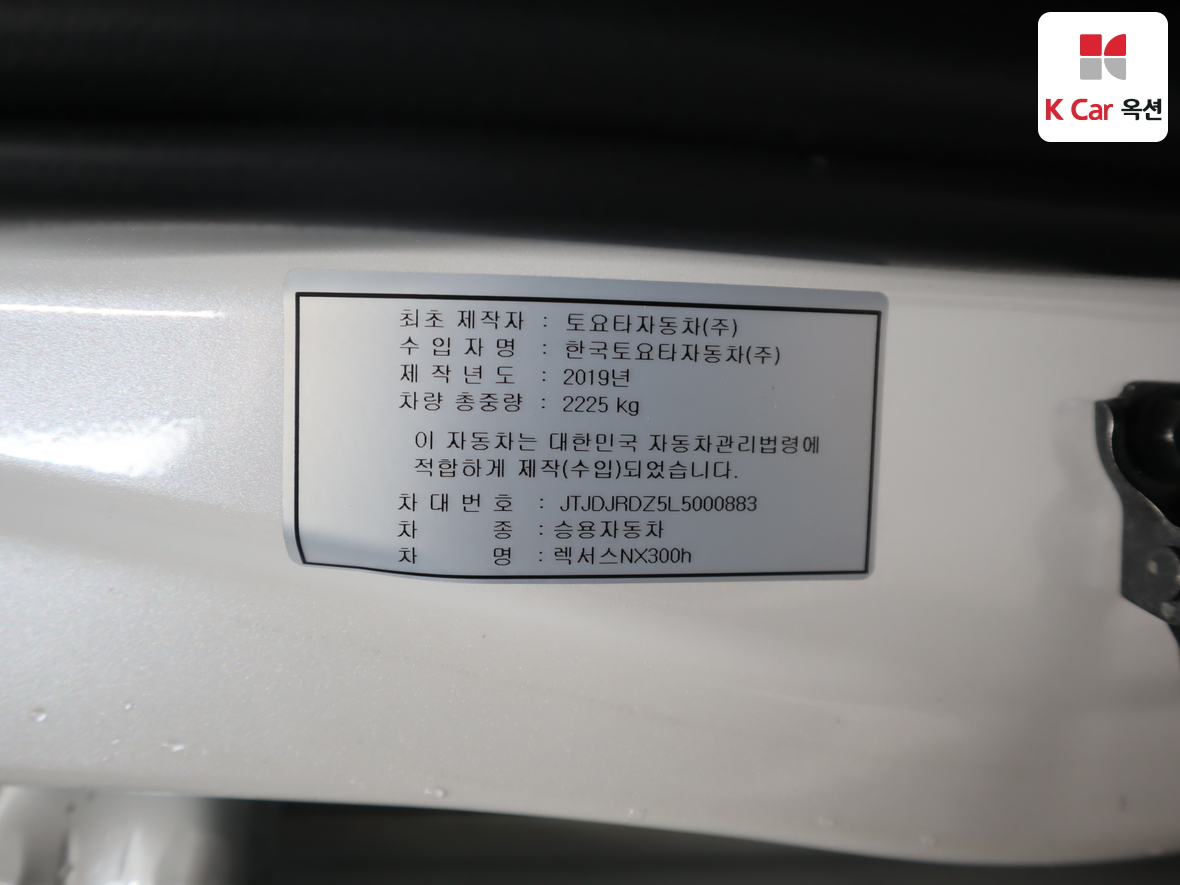 K Car 옥션
최초 제작자 : 토요타자동차(주)
수 입 자 명 : 한국토요타자동차(주)
제 작 년 도 : 2019년
차량 총중량 : 2225 kg
이 자동차는 대한민국 자동차관리법령에
적합하게 제작(수입)되었습니다.
차 대 번 호 : JTJDJRDZ5L5000883
차 종 : 승용자동차
차 명 : 렉서스NX300h